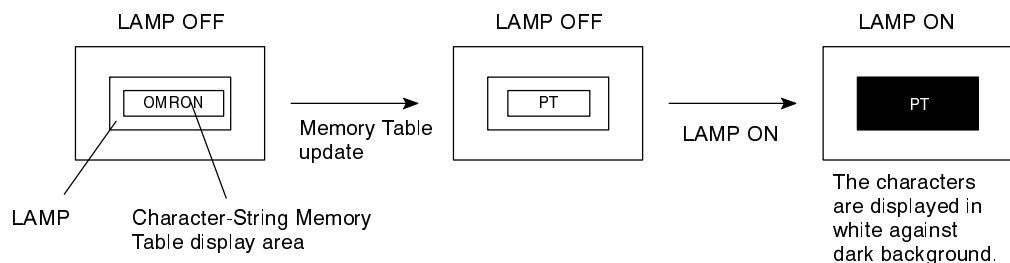 LAMP OFF
LAMP OFF
LAMP ON
OMRON
PT
PT
Memory Table
update
LAMP ON
LAMP
Character-String Memory
Table display area
The characters
are displayed in
white against
dark background.